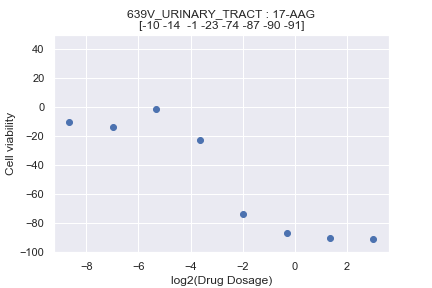 639V_URINARY_TRACT : 17-AAG
[-10 -14  -1 -23 -74 -87 -90 -91]
40
20
0
−20
−40
−60
−80
−100
Cell viability
−8 −6 −4 −2 0 2
log2(Drug Dosage)